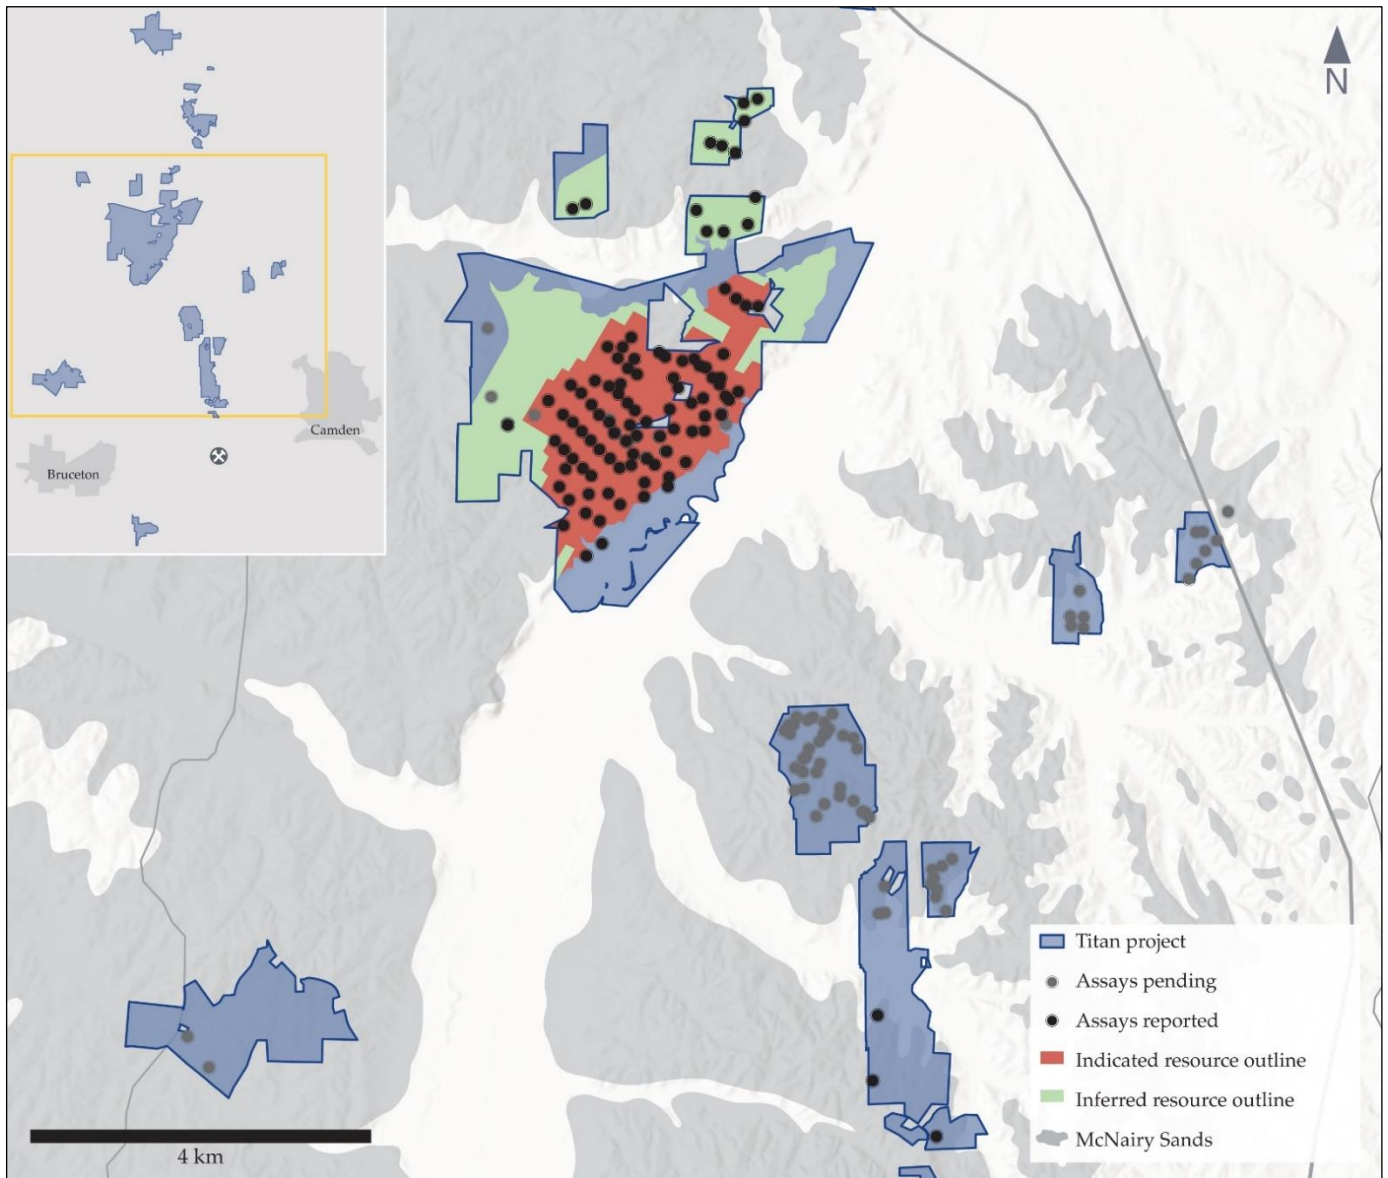 N
Camden
Bruceton
Titan project
Assays pending
Assays reported
Indicated resource outline
Inferred resource outline
McNairy Sands
4 km